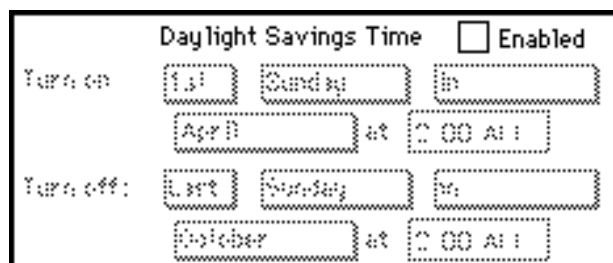 Daylight Savings Time Enabled
Turn on 1st Sunday in
April at 2:00 AM
Turn off: Last Sunday in
October at 2:00 AM